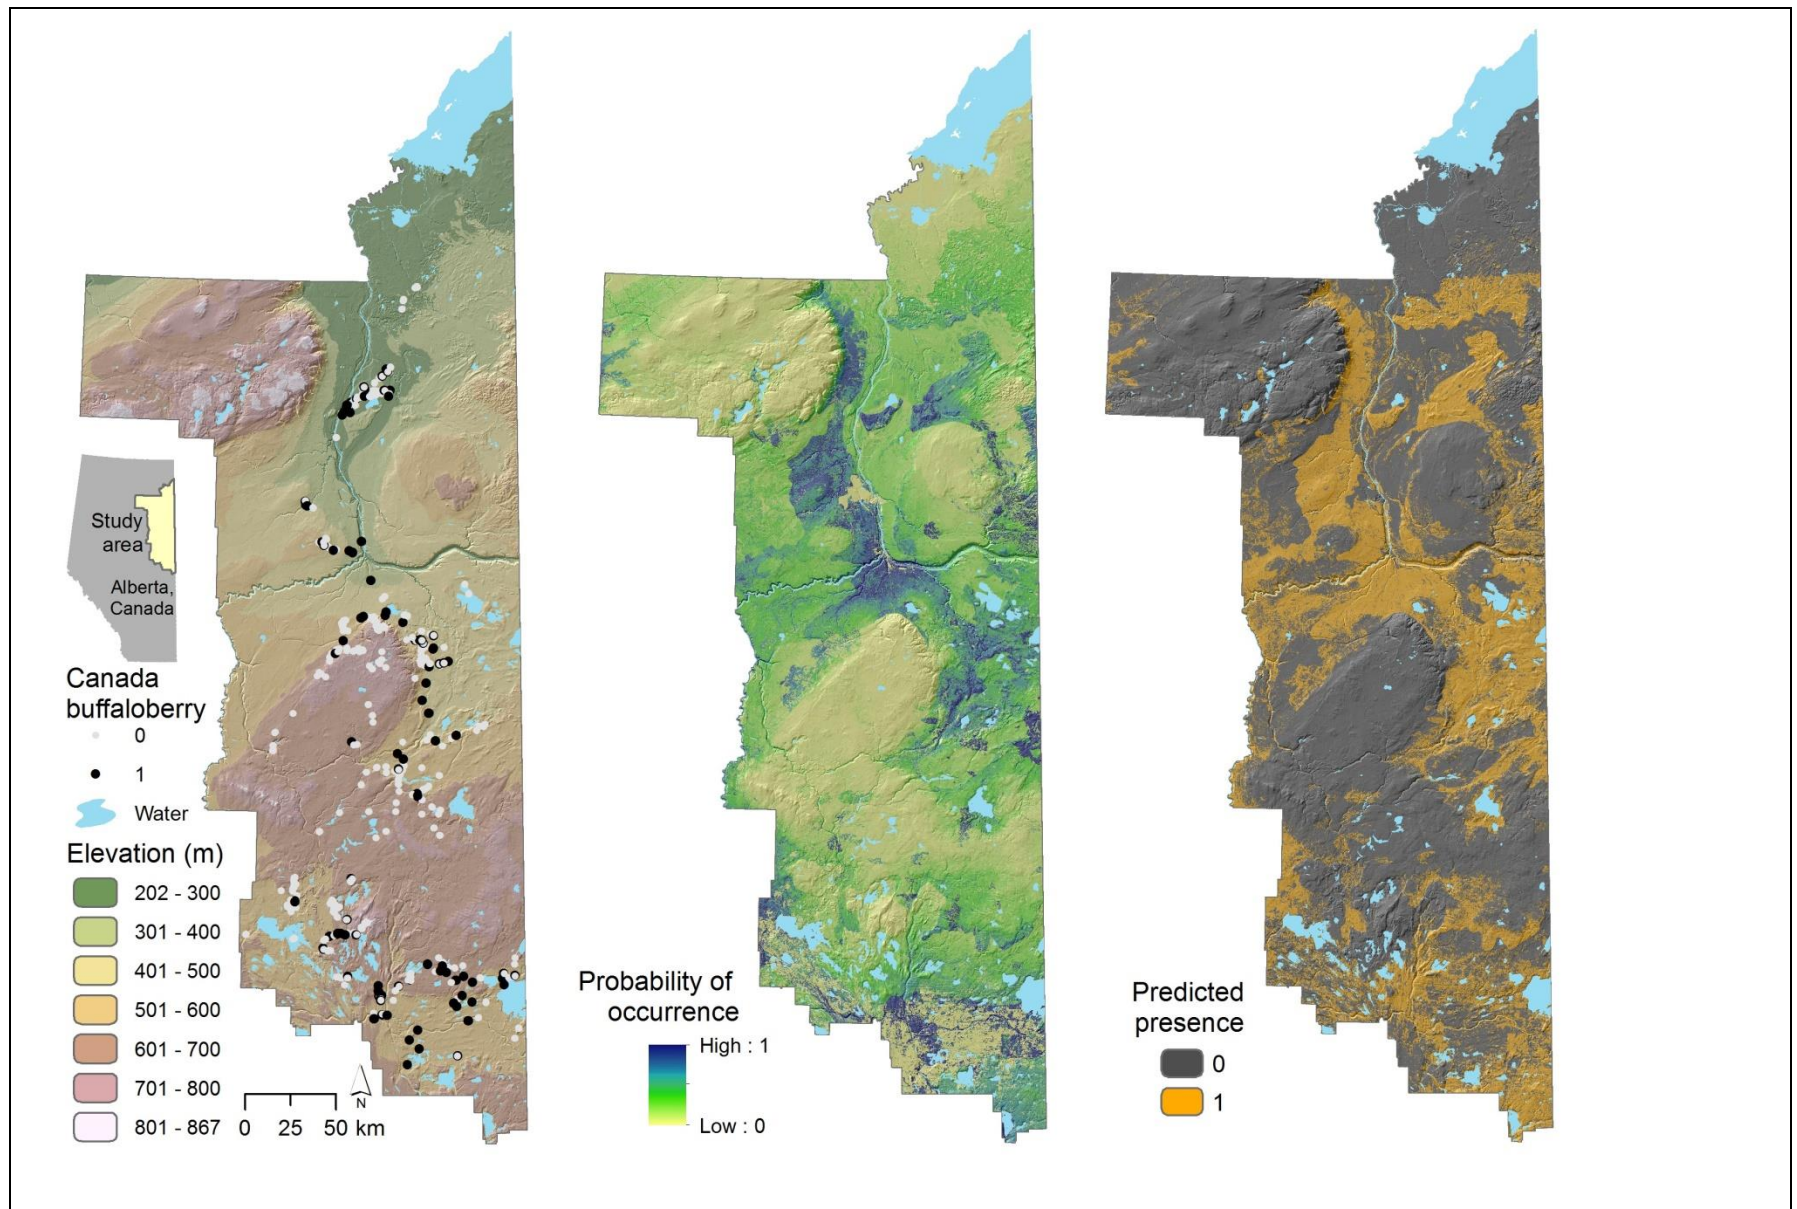 Study
area
Alberta,
Canada
Canada
buffaloberry
0
1
Water
Elevation (m)
202 - 300
301 - 400
401 - 500
501 - 600
601 - 700
701 - 800
801 - 867
N
0 25 50 km
Probability of
occurrence
High : 1
Low : 0
Predicted
presence
0
1